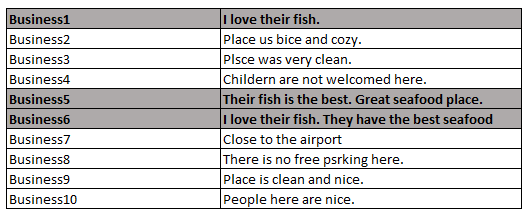 Business1 I love their fish.
Business2 Place us bice and cozy.
Business3 Plsce was very clean.
Business4 Childern are not welcomed here.
Business5 Their fish is the best. Great seafood place.
Business6 I love their fish. They have the best seafood
Business7 Close to the airport
Business8 There is no free psrking here.
Business9 Place is clean and nice.
Business10 People here are nice.